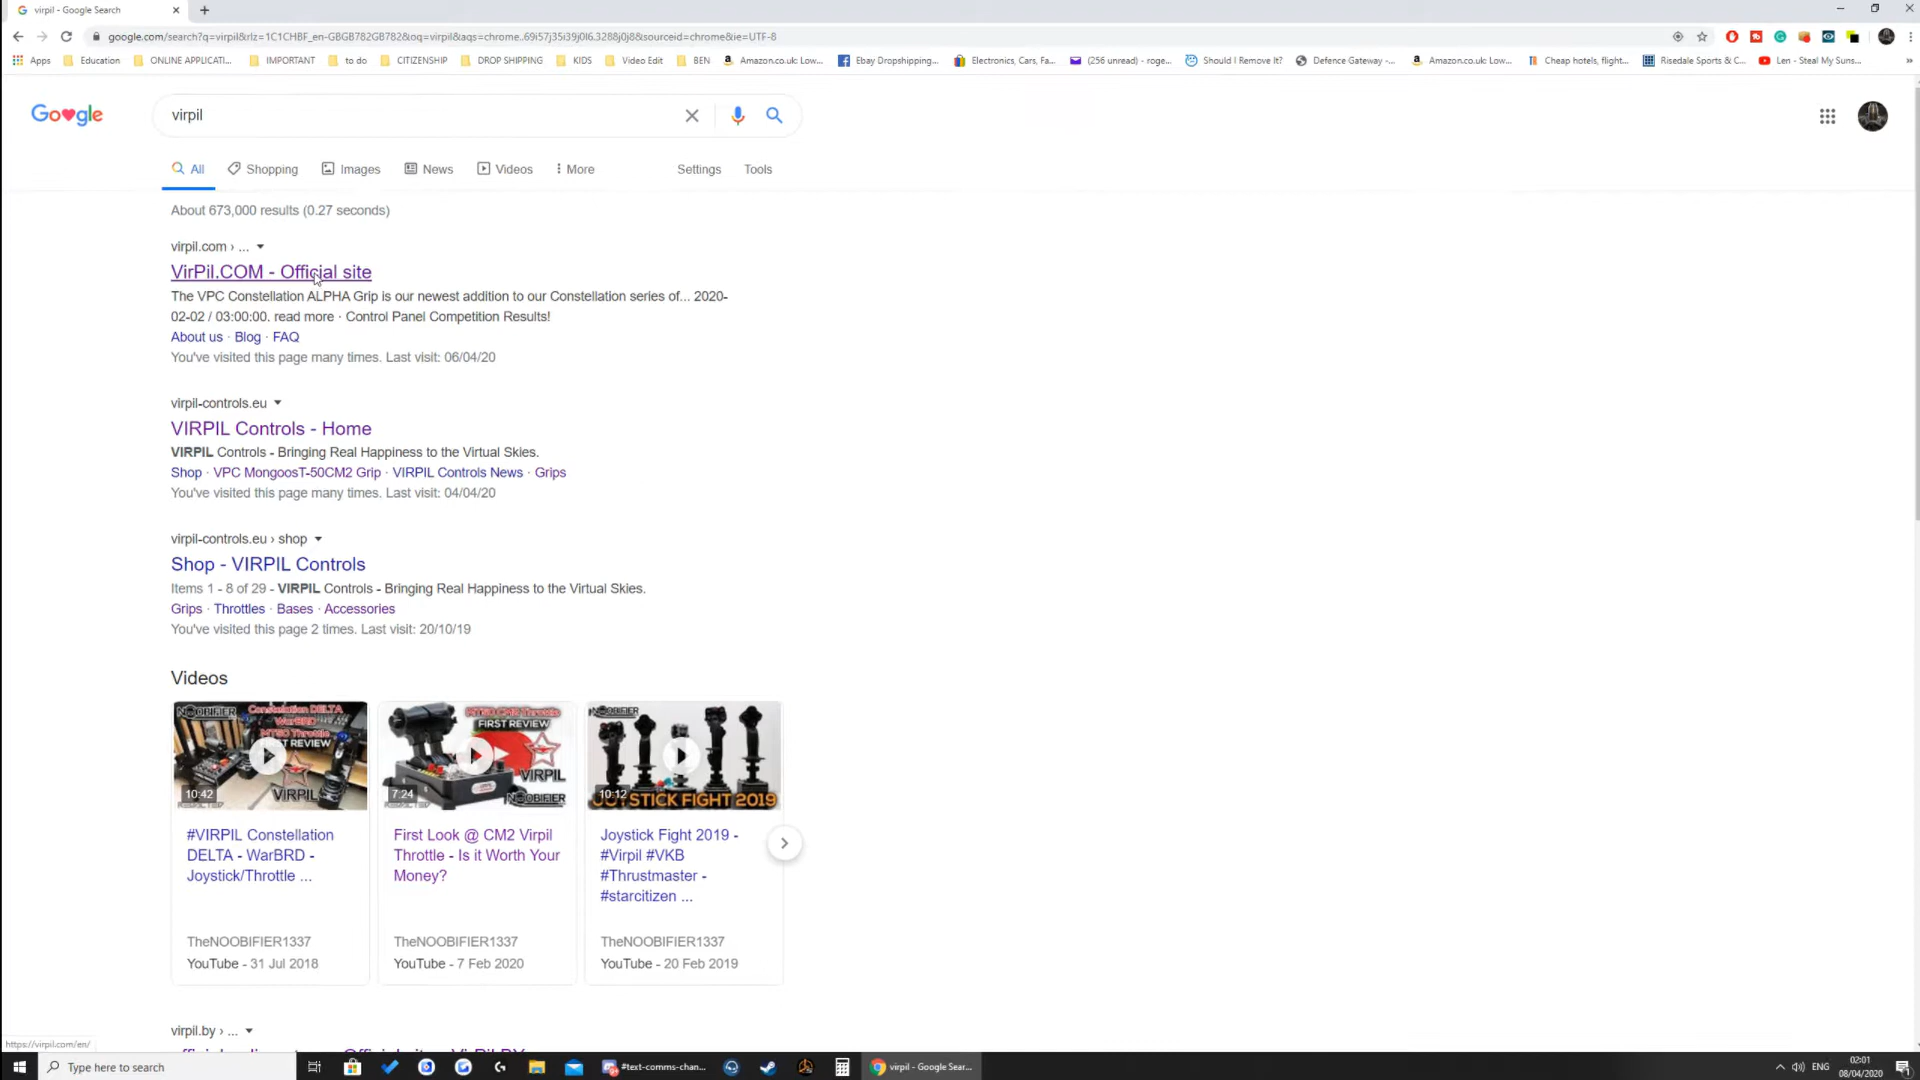 virpil - Google Search
google.com/search?q=virpil&rlz=1C1CHBF_en-GBGB782GB782&oq=virpil&aqs=chrome..69i57j35i39j0l6.3288j0j8&sourceid=chrome&ie=UTF-8
Apps Education ONLINE APPLICATI... IMPORTANT to do CITIZENSHIP DROP SHIPPING KIDS Video Edit BEN Amazon.co.uk: Low... Ebay Dropshipping... Electronics, Cars, Fa... (256 unread) - roge... Should I Remove It? Defence Gateway -... Amazon.co.uk: Low... Cheap hotels, flight... Risedale Sports & C... Len - Steal My Suns...
virpil
All Shopping Images News Videos More Settings Tools
About 673,000 results (0.27 seconds)
virpil.com › ...
VirPil.COM - Official site
The VPC Constellation ALPHA Grip is our newest addition to our Constellation series of... 2020-
02-02 / 03:00:00. read more · Control Panel Competition Results!
About us · Blog · FAQ
You've visited this page many times. Last visit: 06/04/20
virpil-controls.eu
VIRPIL Controls - Home
VIRPIL Controls - Bringing Real Happiness to the Virtual Skies.
Shop · VPC MongoosT-50CM2 Grip · VIRPIL Controls News · Grips
You've visited this page many times. Last visit: 04/04/20
virpil-controls.eu › shop
Shop - VIRPIL Controls
Items 1 - 8 of 29 - VIRPIL Controls - Bringing Real Happiness to the Virtual Skies.
Grips · Throttles · Bases · Accessories
You've visited this page 2 times. Last visit: 20/10/19
Videos
NOOBIFIER
Constellation DELTA
WarBRD
VIRPIL
10:42
FIRST REVIEW
VIRPIL
NOOBIFIER
7:24
NOOBIFIER
10:12
JOYSTICK FIGHT 2019
#VIRPIL Constellation
DELTA - WarBRD -
Joystick/Throttle ...
TheNOOBIFIER1337
YouTube - 31 Jul 2018
First Look @ CM2 Virpil
Throttle - Is it Worth Your
Money?
TheNOOBIFIER1337
YouTube - 7 Feb 2020
Joystick Fight 2019 -
#Virpil #VKB
#Thrustmaster -
#starcitizen ...
TheNOOBIFIER1337
YouTube - 20 Feb 2019
virpil.by › ...
https://virpil.com/en/
Type here to search
#text-comms-chan...
virpil - Google Sear...
ENG
02:01
08/04/2020